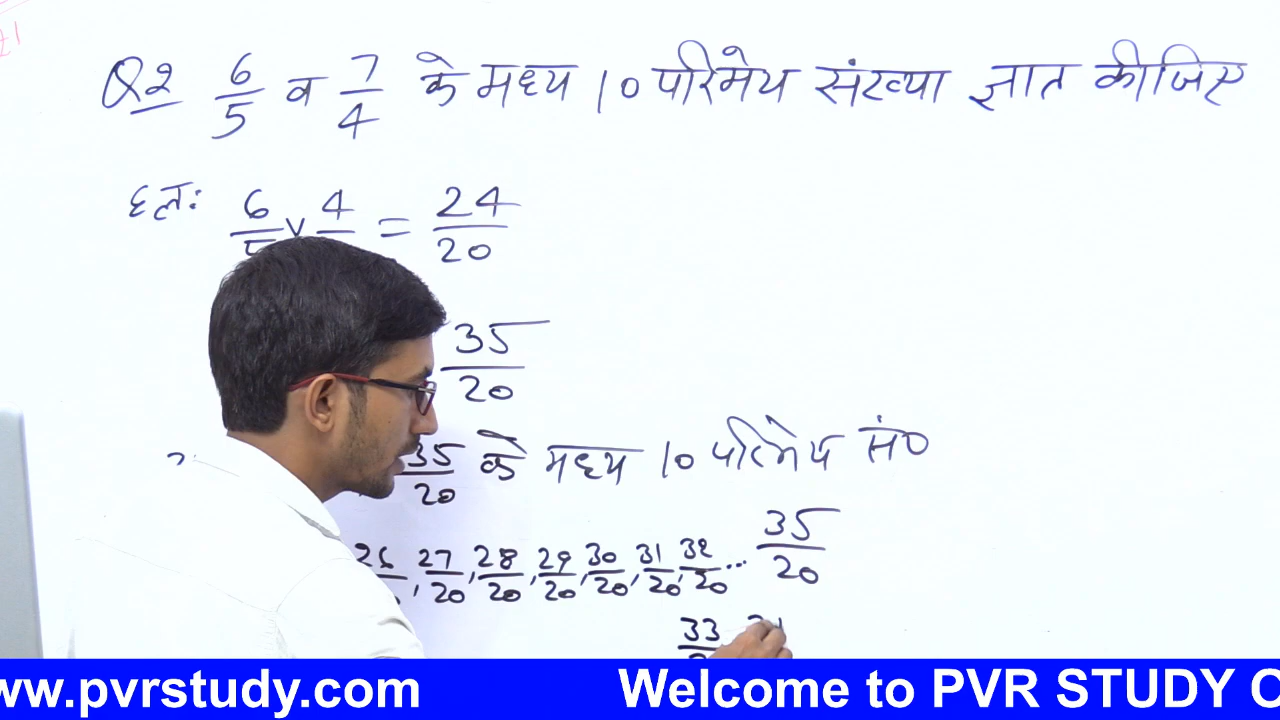 Q2 6/5 व 7/4 के मध्य 10 परिमेय संख्या ज्ञात कीजिए
हल: 6/5 × 4/ = 24/20
35/20
35/20 के मध्य 10 परिमेय सं०
26/, 27/20, 28/20, 29/20, 30/20, 31/20, 32/20 ... 35/20
33/
ww.pvrstudy.com Welcome to PVR STUDY C